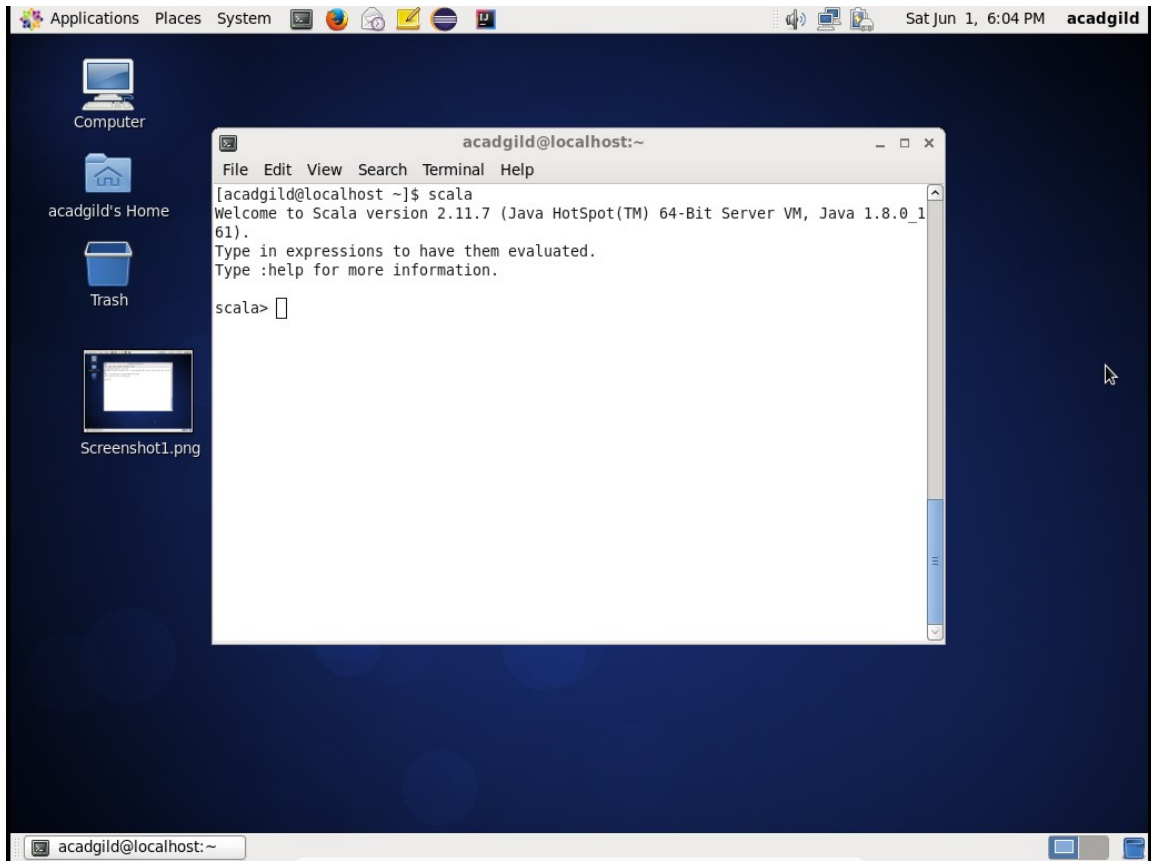 Applications Places System
Sat Jun 1, 6:04 PM acadgild
Computer
acadgild's Home
Trash
Screenshot1.png
acadgild@localhost:~
File Edit View Search Terminal Help
[acadgild@localhost ~]$ scala
Welcome to Scala version 2.11.7 (Java HotSpot(TM) 64-Bit Server VM, Java 1.8.0_1
61).
Type in expressions to have them evaluated.
Type :help for more information.
scala>
acadgild@localhost:~